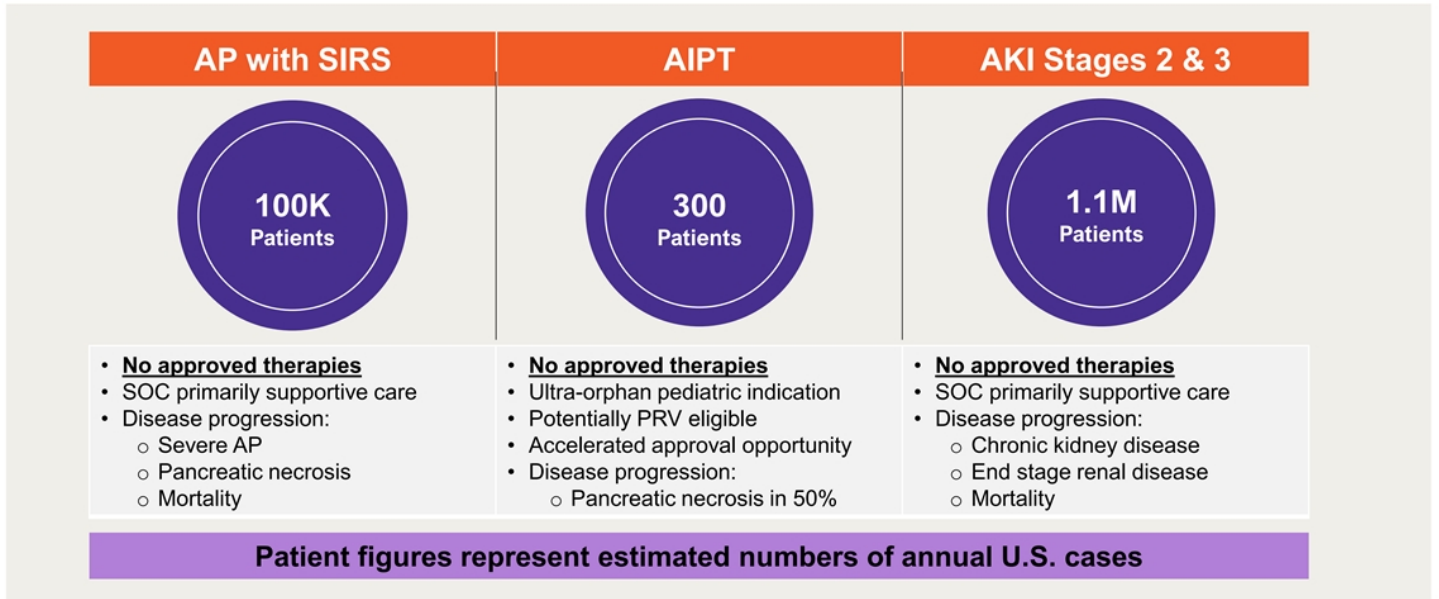 AP with SIRS
100K
Patients
• No approved therapies
• SOC primarily supportive care
• Disease progression:
o Severe AP
o Pancreatic necrosis
o Mortality
AIPT
300
Patients
• No approved therapies
• Ultra-orphan pediatric indication
• Potentially PRV eligible
• Accelerated approval opportunity
• Disease progression:
o Pancreatic necrosis in 50%
AKI Stages 2 & 3
1.1M
Patients
• No approved therapies
• SOC primarily supportive care
• Disease progression:
o Chronic kidney disease
o End stage renal disease
o Mortality
Patient figures represent estimated numbers of annual U.S. cases